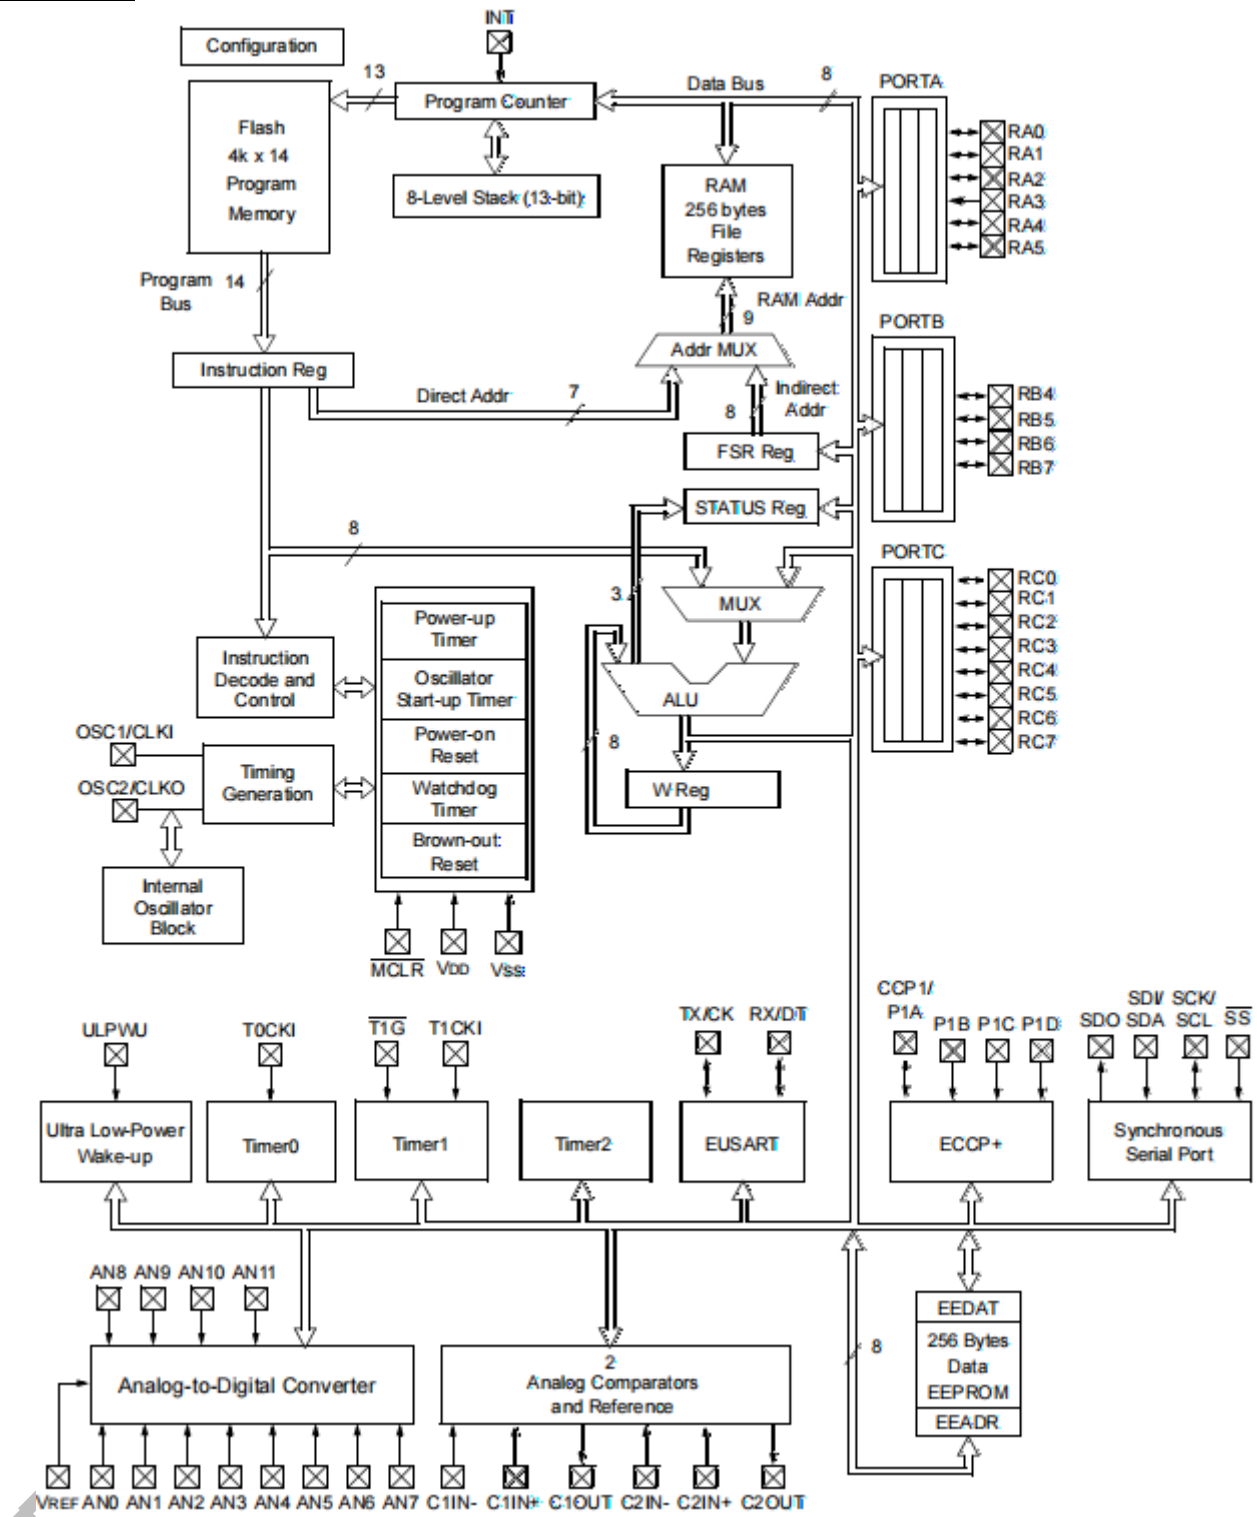 INT
Configuration
13
Program Counter
Data Bus
8
PORTA
Flash
4k x 14
Program
Memory
8-Level Stack (13-bit)
RAM
256 bytes
File
Registers
RA0
RA1
RA2
RA3
RA4
RA5
Program
Bus
14
RAM Addr
9
PORTB
Addr MUX
Instruction Reg
Direct Addr
7
Indirect
Addr
8
FSR Reg
RB4
RB5
RB6
RB7
STATUS Reg
8
PORTC
3
MUX
RC0
RC1
RC2
RC3
RC4
RC5
RC6
RC7
Power-up
Timer
Instruction
Decode and
Control
Oscillator
Start-up Timer
ALU
OSC1/CLKI
Power-on
Reset
8
OSC2/CLKO
Timing
Generation
Watchdog
Timer
W Reg
Brown-out
Reset
Internal
Oscillator
Block
MCLR
VDD
VSS
ULPWU
T0CKI
T1G
T1CKI
TX/CK
RX/DT
CCP1/
P1A
P1B
P1C
P1D
SDO
SDI/
SDA
SCK/
SCL
SS
Ultra Low-Power
Wake-up
Timer0
Timer1
Timer2
EUSART
ECCP+
Synchronous
Serial Port
AN8 AN9 AN10 AN11
EEDAT
256 Bytes
Data
EEPROM
EEADR
8
Analog-to-Digital Converter
2
Analog Comparators
and Reference
VREF AN0 AN1 AN2 AN3 AN4 AN5 AN6 AN7 C1IN- C1IN+ C1OUT C2IN- C2IN+ C2OUT